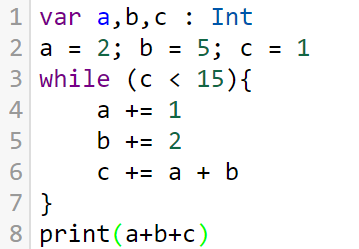 1 var a,b,c : Int
2 a = 2; b = 5; c = 1
3 while (c < 15){
4     a += 1
5     b += 2
6     c += a + b
7 }
8 print(a+b+c)